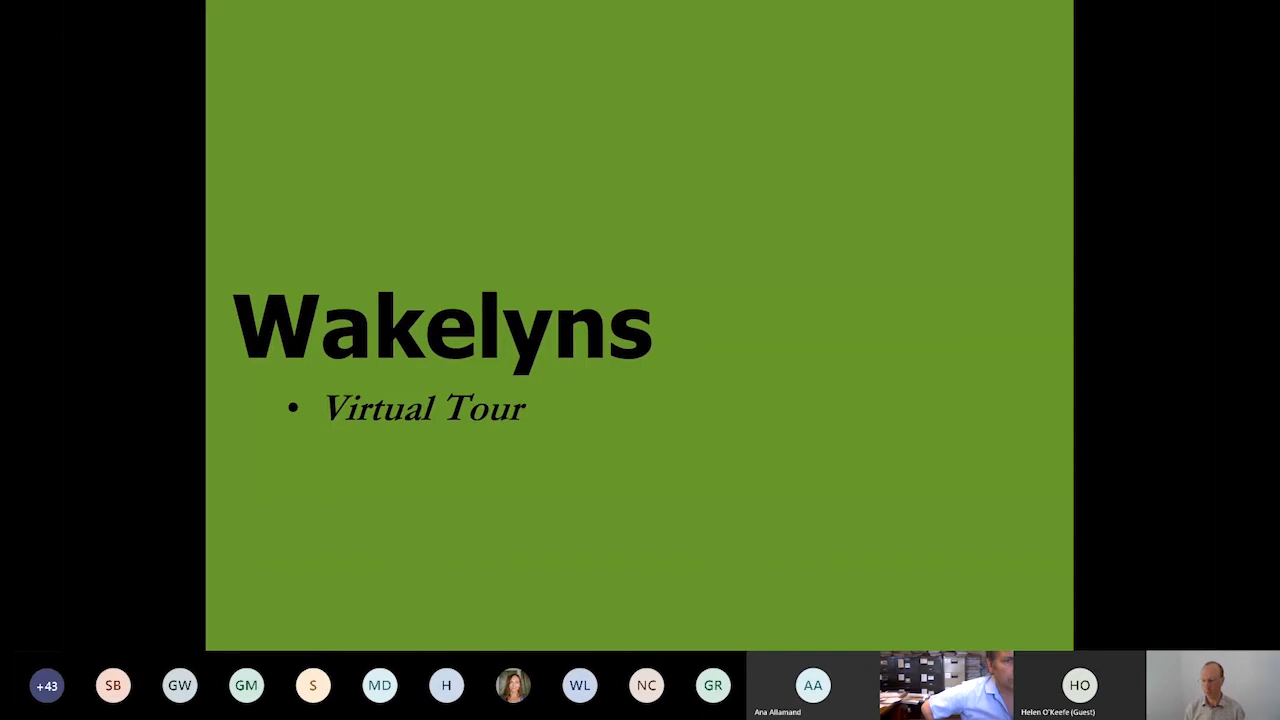 Wakelyns
• Virtual Tour
+43
SB
GW
GM
S
MD
H
WL
NC
GR
AA
Ana Allamand
HO
Helen O'Keefe (Guest)